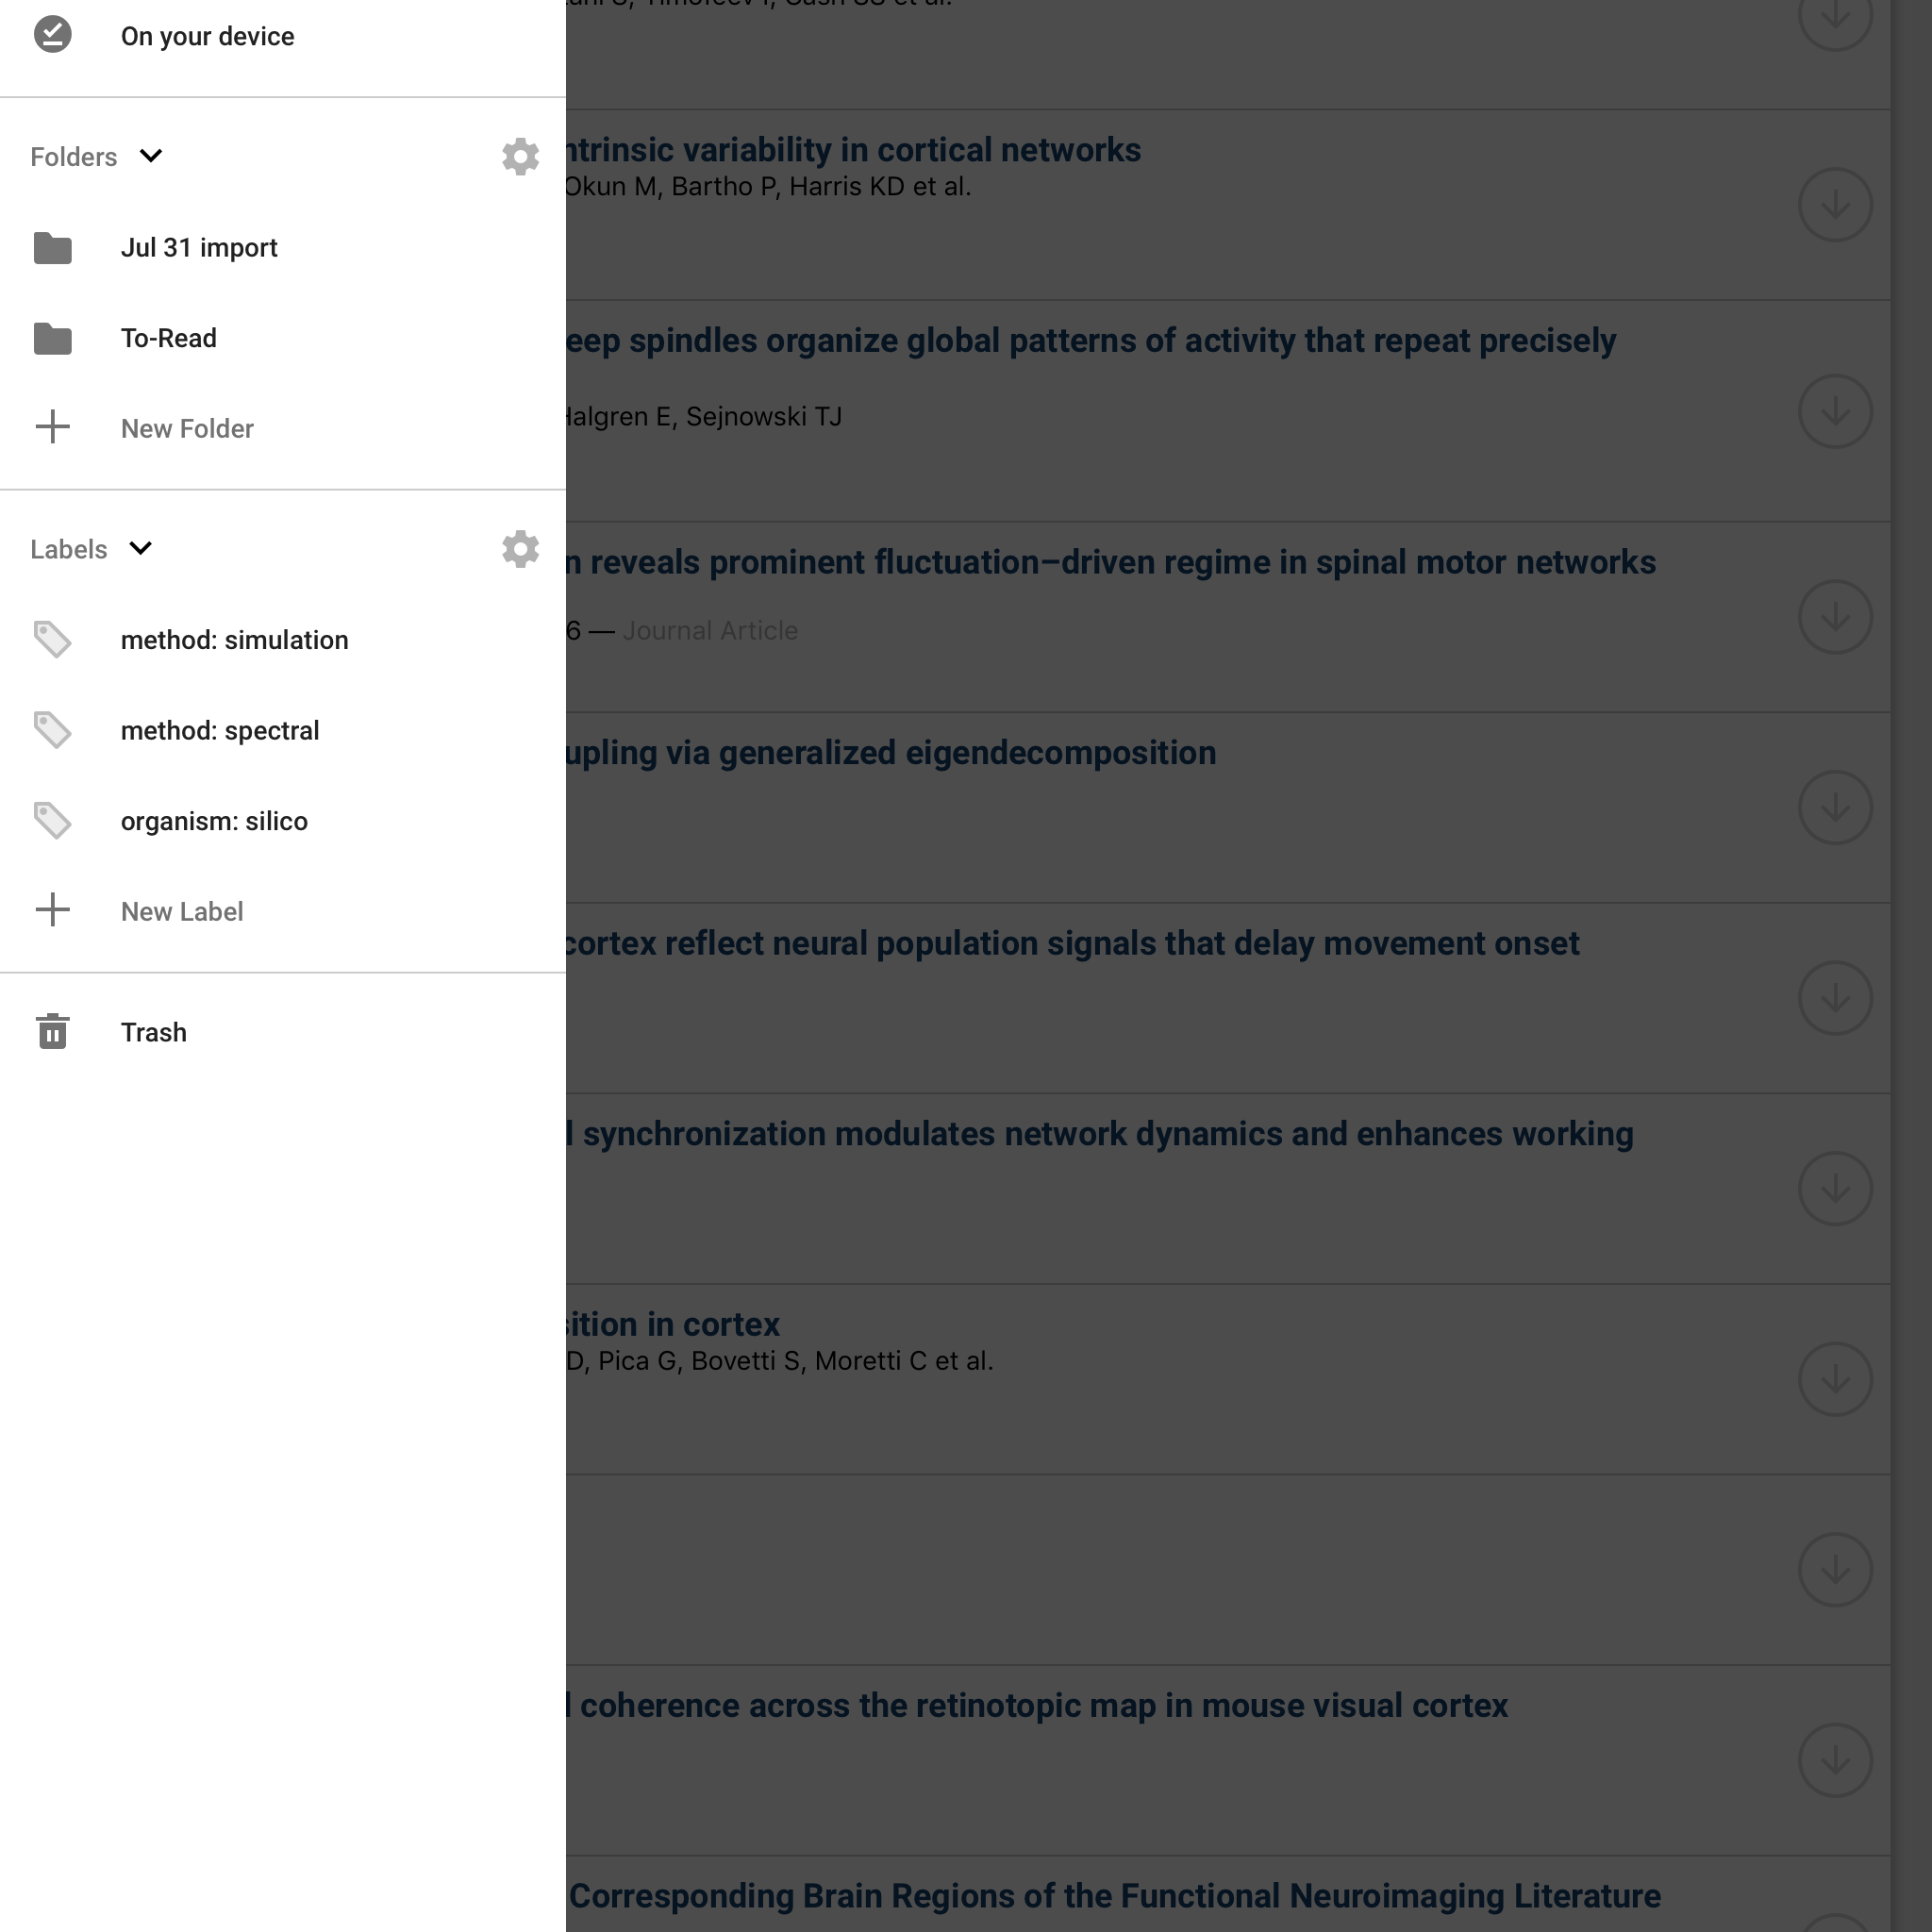 On your device
Folders
Jul 31 import
To-Read
New Folder
Labels
method: simulation
method: spectral
organism: silico
New Label
Trash
et al.
variability in cortical networks
Okun M, Bartho P, Harris KD et al.
spindles organize global patterns of activity that repeat precisely
Halgren E, Sejnowski TJ
reveals prominent fluctuation–driven regime in spinal motor networks
6 — Journal Article
via generalized eigendecomposition
cortex reflect neural population signals that delay movement onset
synchronization modulates network dynamics and enhances working
in cortex
D, Pica G, Bovetti S, Moretti C et al.
coherence across the retinotopic map in mouse visual cortex
Corresponding Brain Regions of the Functional Neuroimaging Literature